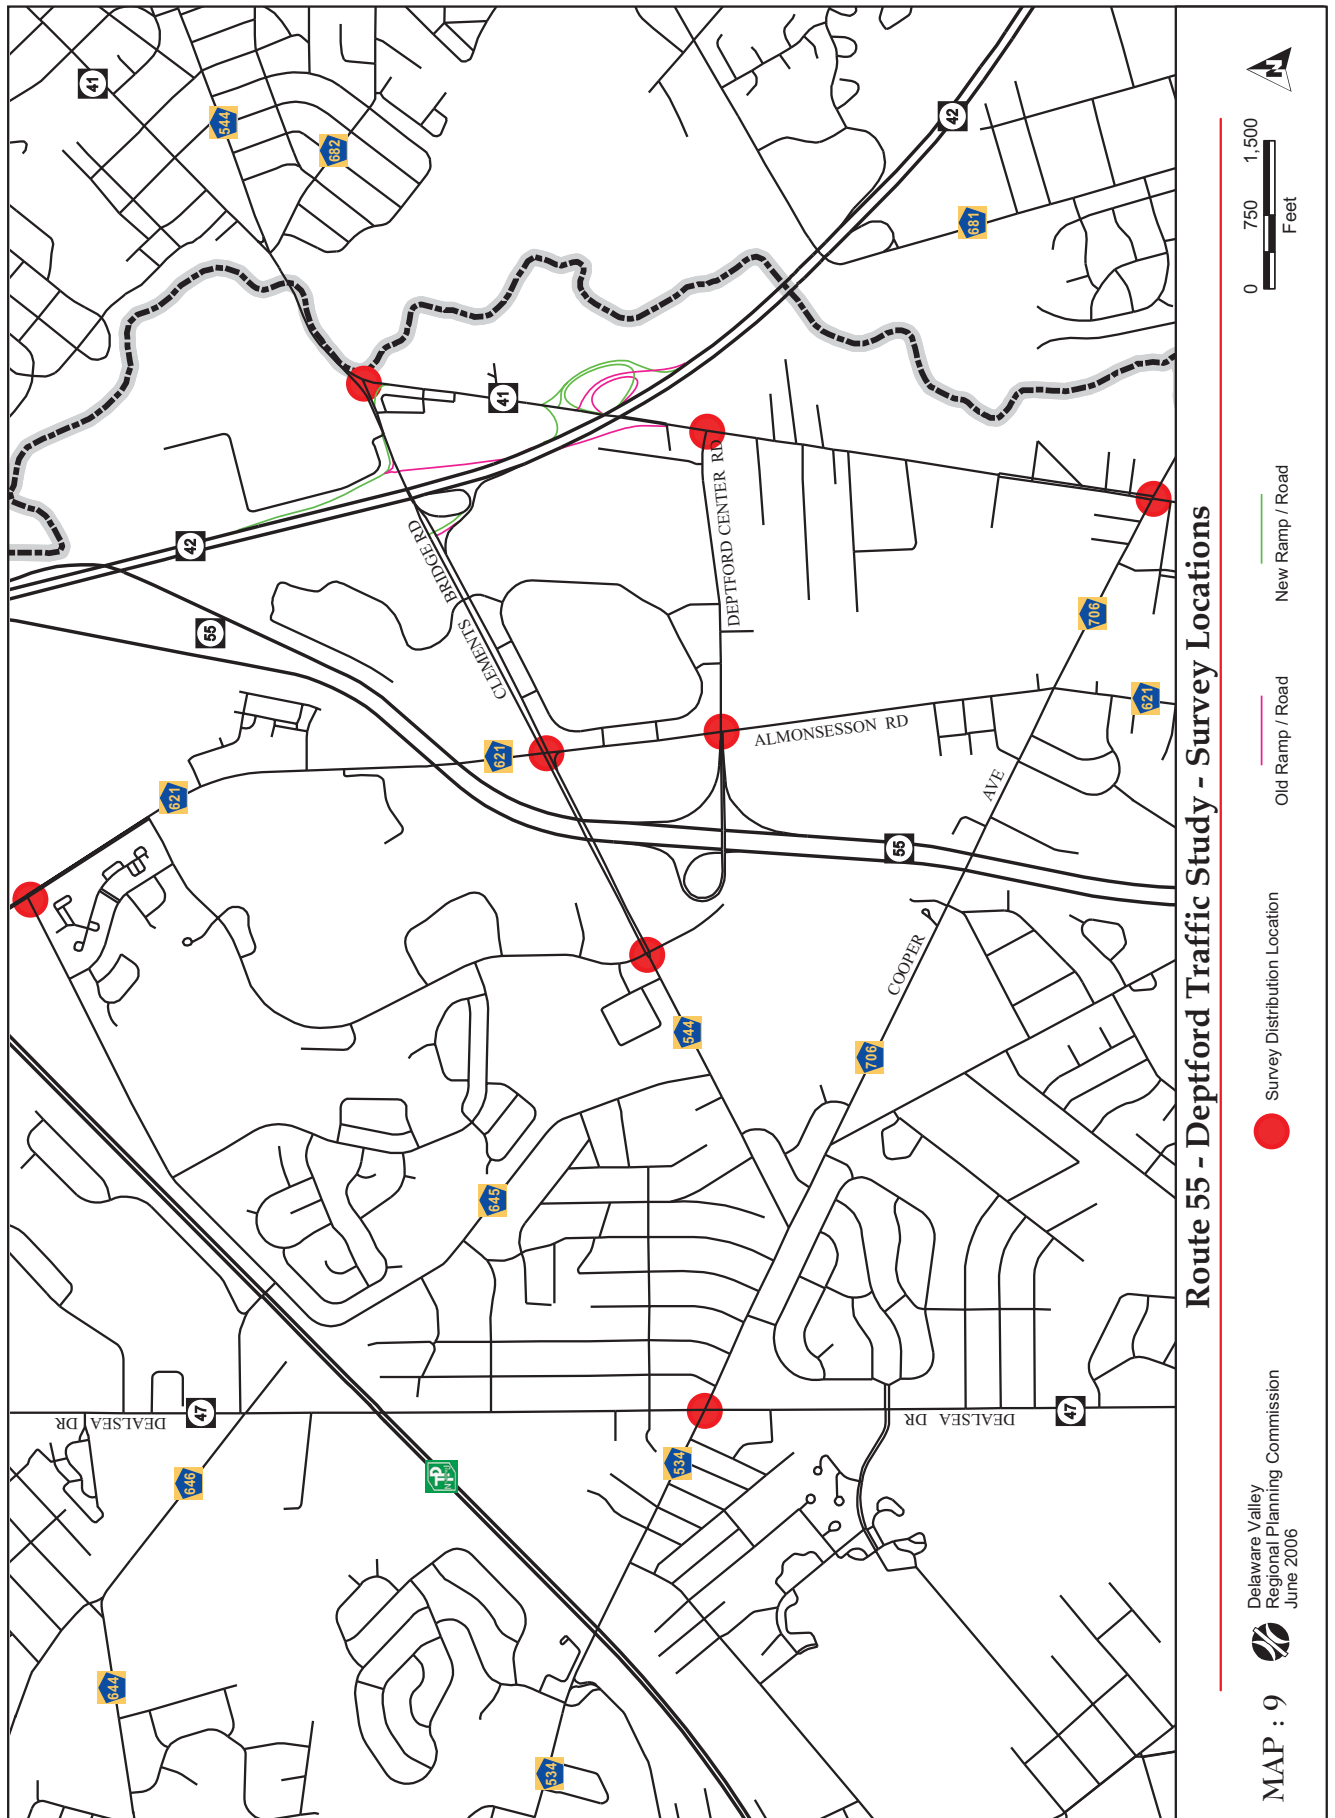 41
544
682
42
681
41
42
55
CLEMENTS BRIDGE RD
DEPTFORD CENTER RD
621
621
ALMONSESSON RD
706
621
AVE
55
COOPER
544
706
645
DEALSEA DR
47
646
644
534
DEALSEA DR
47
534
Route 55 - Deptford Traffic Study - Survey Locations
MAP : 9
Delaware Valley
Regional Planning Commission
June 2006
Survey Distribution Location
Old Ramp / Road
New Ramp / Road
0 750 1,500
Feet
N